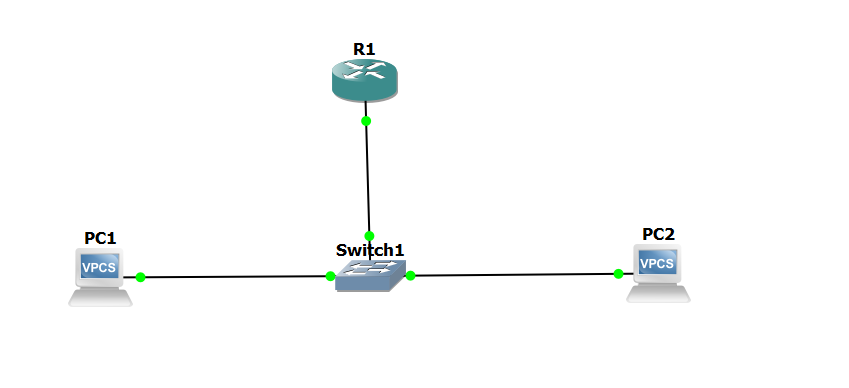 R1
PC1
VPCS
Switch1
PC2
VPCS